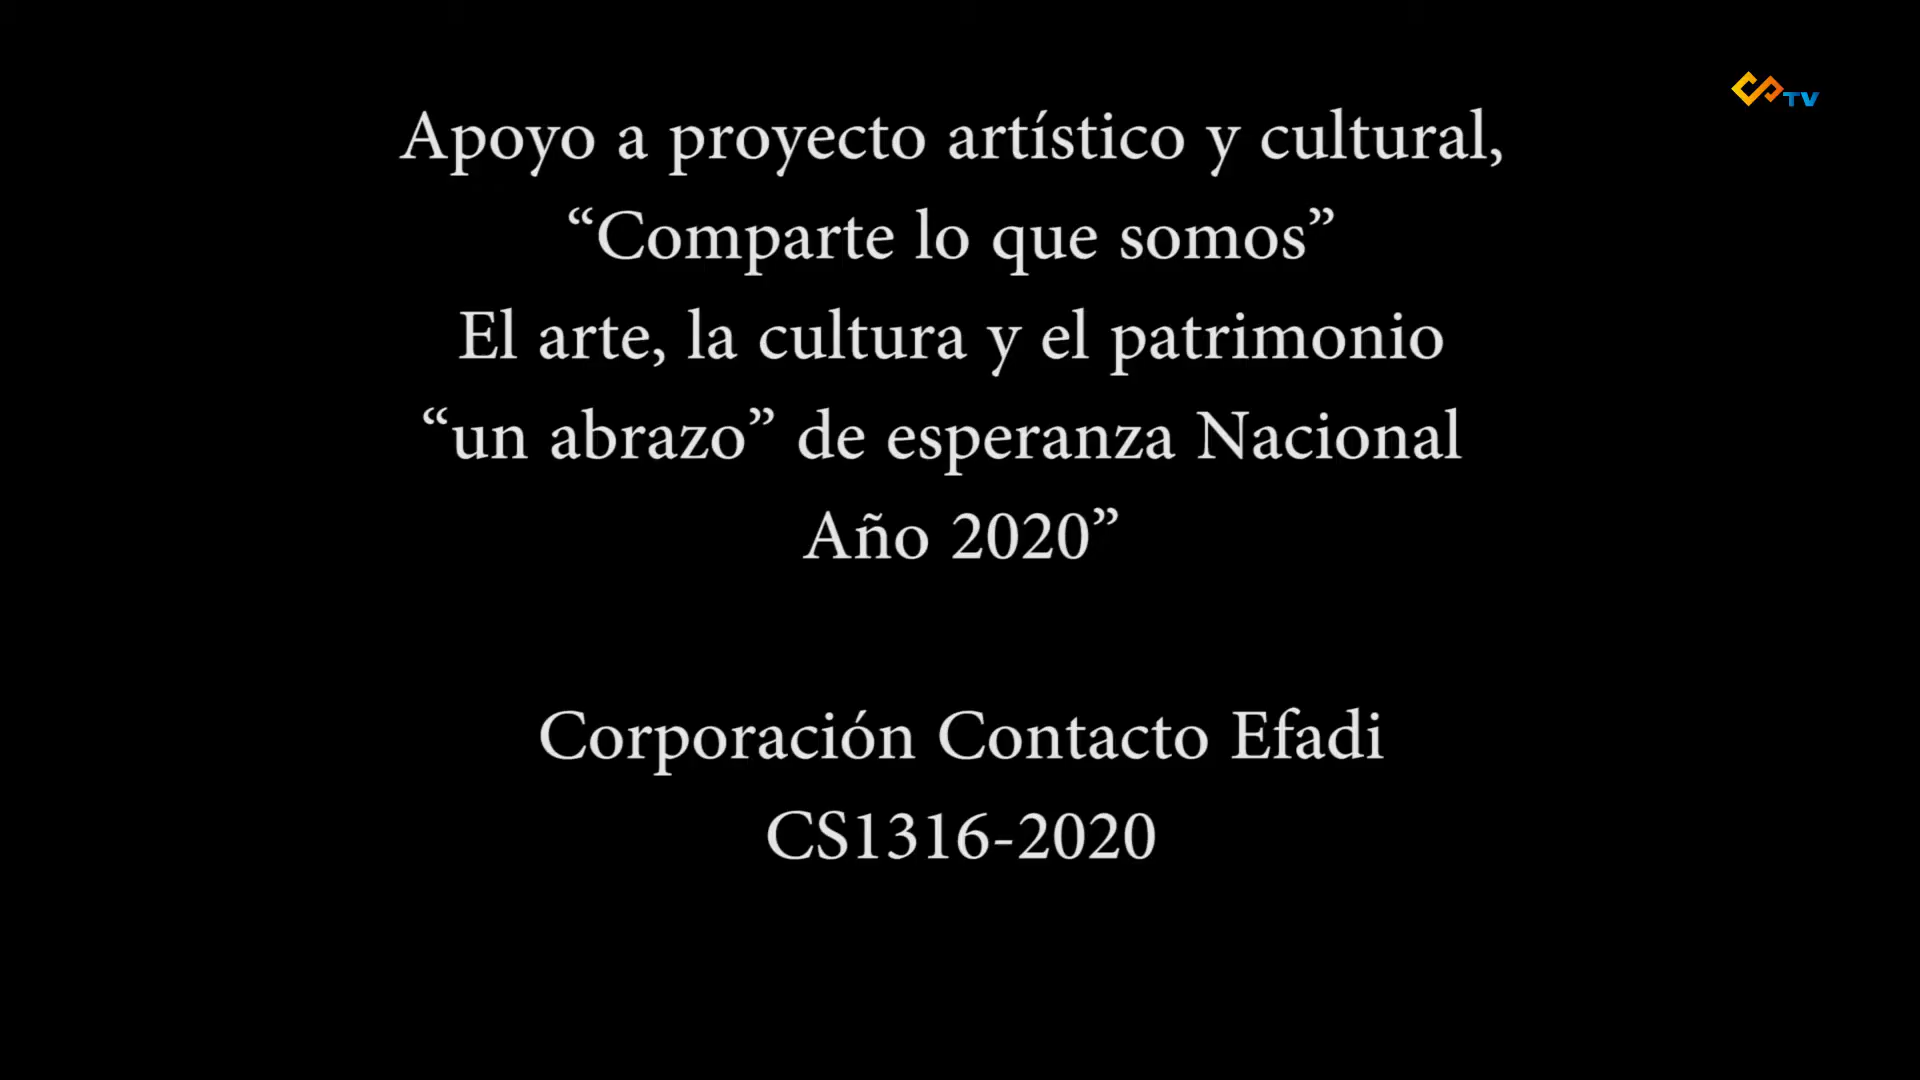 TV
Apoyo a proyecto artístico y cultural,
“Comparte lo que somos”
El arte, la cultura y el patrimonio
“un abrazo” de esperanza Nacional
Año 2020”
Corporación Contacto Efadi
CS1316-2020